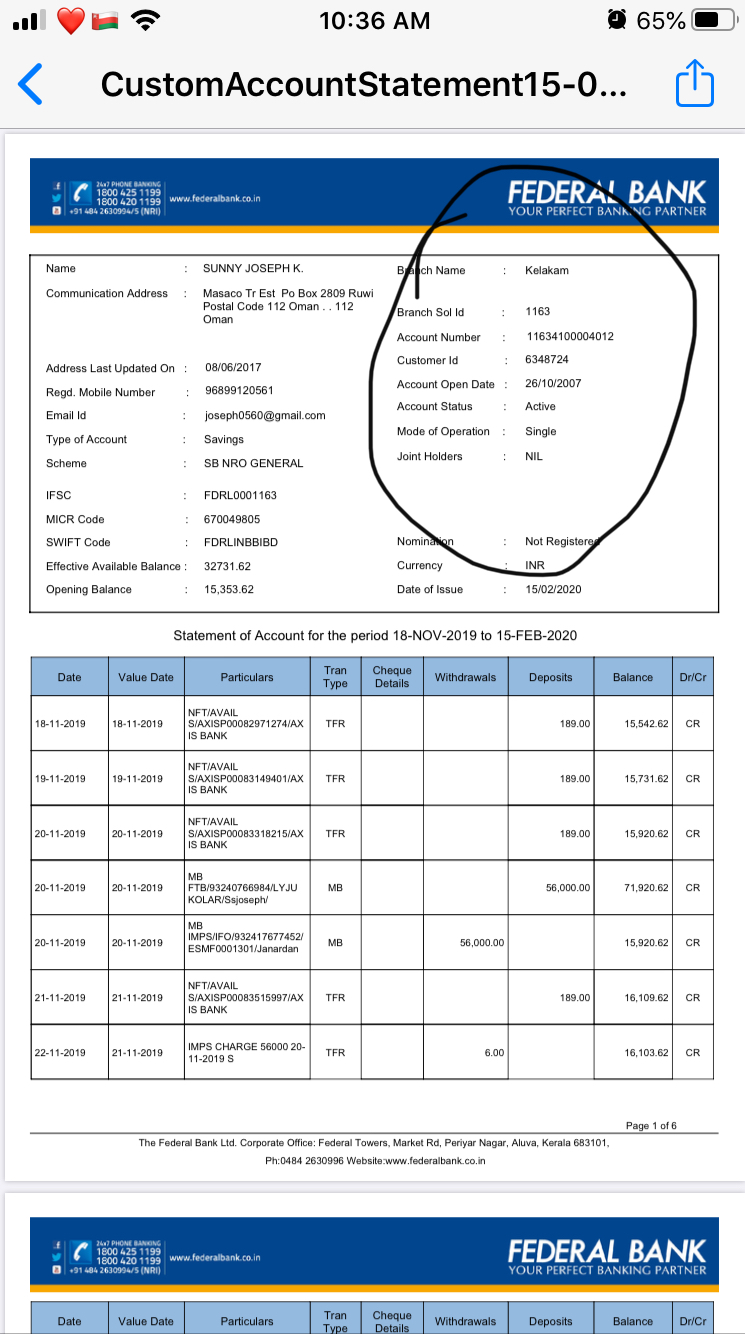 10:36 AM
65%
CustomAccountStatement15-0...
24x7 PHONE BANKING
1800 425 1199
1800 420 1199
+91 484 2630994/5 (NRI)
www.federalbank.co.in
FEDERAL BANK
YOUR PERFECT BANKING PARTNER
Name : SUNNY JOSEPH K.
Branch Name : Kelakam
Communication Address : Masaco Tr Est Po Box 2809 Ruwi
Postal Code 112 Oman . . 112
Oman
Branch Sol Id : 1163
Account Number : 11634100004012
Customer Id : 6348724
Address Last Updated On : 08/06/2017
Account Open Date : 26/10/2007
Regd. Mobile Number : 96899120561
Account Status : Active
Email Id : joseph0560@gmail.com
Mode of Operation : Single
Type of Account : Savings
Joint Holders : NIL
Scheme : SB NRO GENERAL
IFSC : FDRL0001163
MICR Code : 670049805
SWIFT Code : FDRLINBBIBD
Nomination : Not Registered
Effective Available Balance : 32731.62
Currency : INR
Opening Balance : 15,353.62
Date of Issue : 15/02/2020
Statement of Account for the period 18-NOV-2019 to 15-FEB-2020
Date Value Date Particulars Tran Type Cheque Details Withdrawals Deposits Balance Dr/Cr
18-11-2019 18-11-2019 NFT/AVAIL
S/AXISP00082971274/AX
IS BANK TFR 189.00 15,542.62 CR
19-11-2019 19-11-2019 NFT/AVAIL
S/AXISP00083149401/AX
IS BANK TFR 189.00 15,731.62 CR
20-11-2019 20-11-2019 NFT/AVAIL
S/AXISP00083318215/AX
IS BANK TFR 189.00 15,920.62 CR
20-11-2019 20-11-2019 MB
FTB/93240766984/LYJU
KOLAR/Ssjoseph/ MB 56,000.00 71,920.62 CR
20-11-2019 20-11-2019 MB
IMPS/IFO/932417677452/
ESMF0001301/Janardan MB 56,000.00 15,920.62 CR
21-11-2019 21-11-2019 NFT/AVAIL
S/AXISP00083515997/AX
IS BANK TFR 189.00 16,109.62 CR
22-11-2019 21-11-2019 IMPS CHARGE 56000 20-
11-2019 S TFR 6.00 16,103.62 CR
Page 1 of 6
The Federal Bank Ltd. Corporate Office: Federal Towers, Market Rd, Periyar Nagar, Aluva, Kerala 683101,
Ph:0484 2630996 Website:www.federalbank.co.in
24x7 PHONE BANKING
1800 425 1199
1800 420 1199
+91 484 2630994/5 (NRI)
www.federalbank.co.in
FEDERAL BANK
YOUR PERFECT BANKING PARTNER
Date Value Date Particulars Tran Type Cheque Details Withdrawals Deposits Balance Dr/Cr